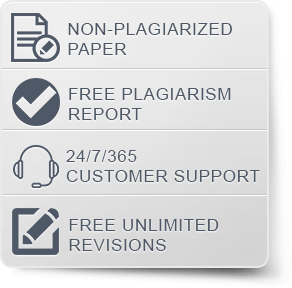 NON-PLAGIARIZED
PAPER
FREE PLAGIARISM
REPORT
24/7/365
CUSTOMER SUPPORT
FREE UNLIMITED
REVISIONS